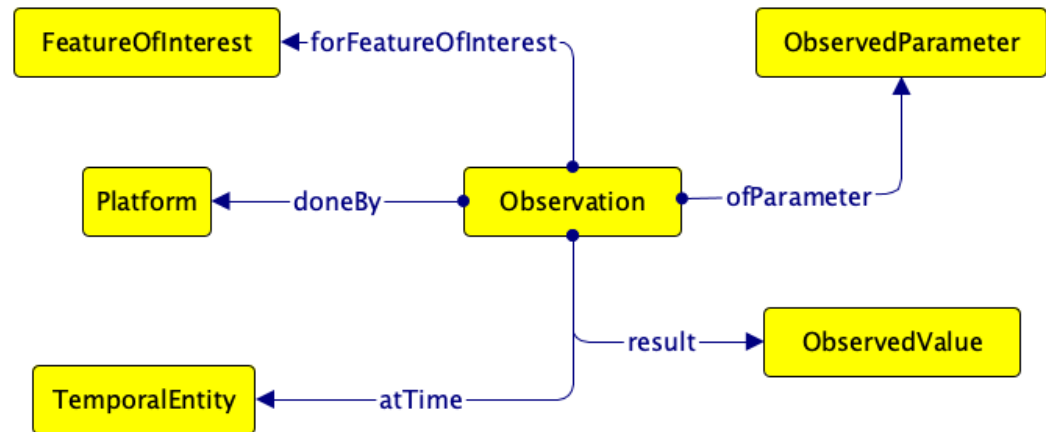 FeatureOfInterest
forFeatureOfInterest
ObservedParameter
Platform
doneBy
Observation
ofParameter
result
ObservedValue
TemporalEntity
atTime